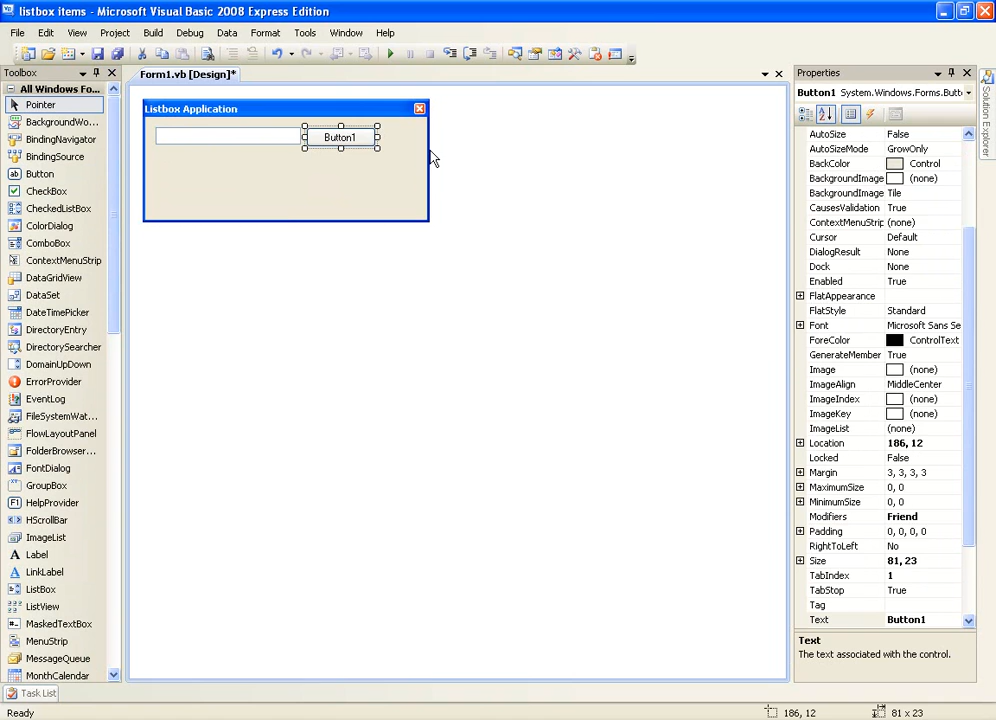 listbox items - Microsoft Visual Basic 2008 Express Edition
File Edit View Project Build Debug Data Format Tools Window Help
Toolbox
All Windows Fo...
Pointer
BackgroundWo...
BindingNavigator
BindingSource
Button
CheckBox
CheckedListBox
ColorDialog
ComboBox
ContextMenuStrip
DataGridView
DataSet
DateTimePicker
DirectoryEntry
DirectorySearcher
DomainUpDown
ErrorProvider
EventLog
FileSystemWat...
FlowLayoutPanel
FolderBrowser...
FontDialog
GroupBox
HelpProvider
HScrollBar
ImageList
Label
LinkLabel
ListBox
ListView
MaskedTextBox
MenuStrip
MessageQueue
MonthCalendar
Task List
Form1.vb [Design]*
Listbox Application
Button1
Properties
Button1 System.Windows.Forms.Butt
AutoSize False
AutoSizeMode GrowOnly
BackColor Control
BackgroundImage (none)
BackgroundImage Tile
CausesValidation True
ContextMenuStrip (none)
Cursor Default
DialogResult None
Dock None
Enabled True
FlatAppearance
FlatStyle Standard
Font Microsoft Sans Se
ForeColor ControlText
GenerateMember True
Image (none)
ImageAlign MiddleCenter
ImageIndex (none)
ImageKey (none)
ImageList (none)
Location 186, 12
Locked False
Margin 3, 3, 3, 3
MaximumSize 0, 0
MinimumSize 0, 0
Modifiers Friend
Padding 0, 0, 0, 0
RightToLeft No
Size 81, 23
TabIndex 1
TabStop True
Tag
Text Button1
Text
The text associated with the control.
Solution Explorer
Ready 186, 12 81 x 23